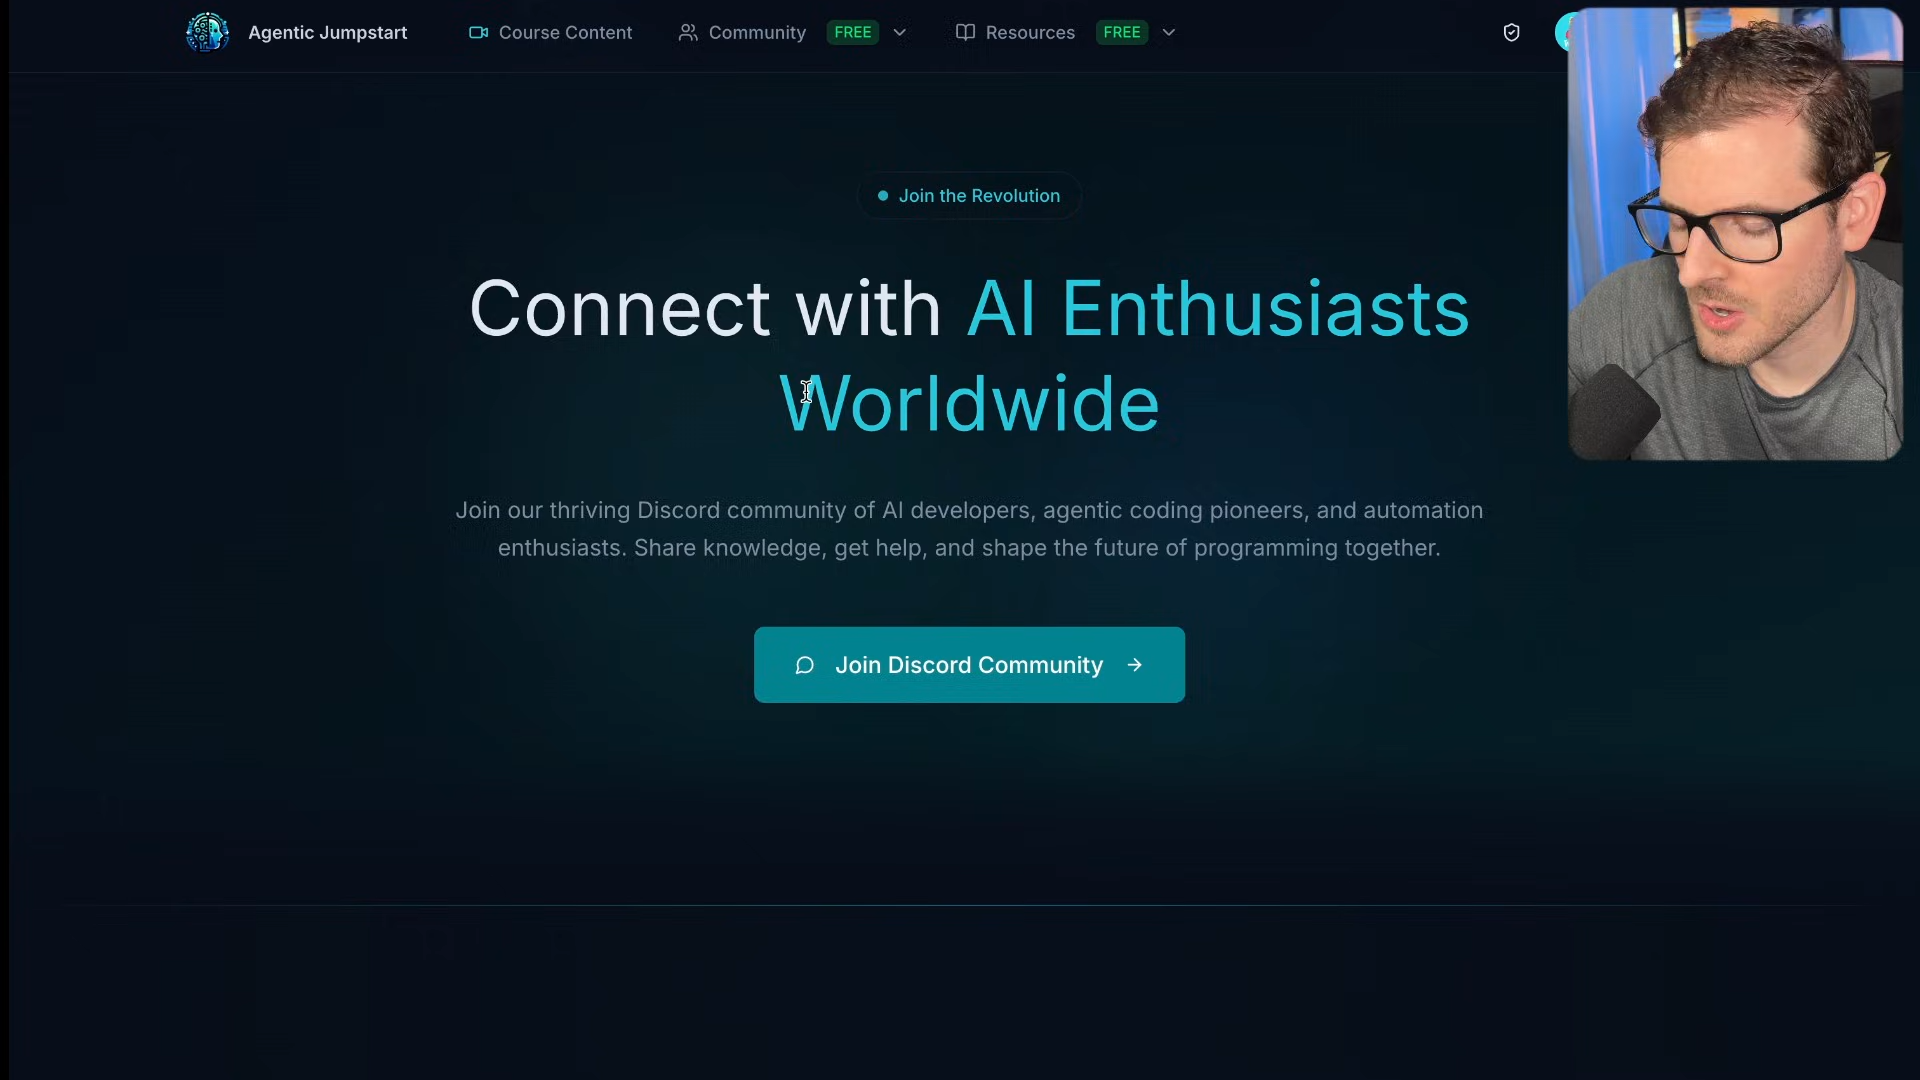 Agentic Jumpstart
Course Content
Community FREE
Resources FREE
Join the Revolution
Connect with AI Enthusiasts
Worldwide
Join our thriving Discord community of AI developers, agentic coding pioneers, and automation
enthusiasts. Share knowledge, get help, and shape the future of programming together.
Join Discord Community